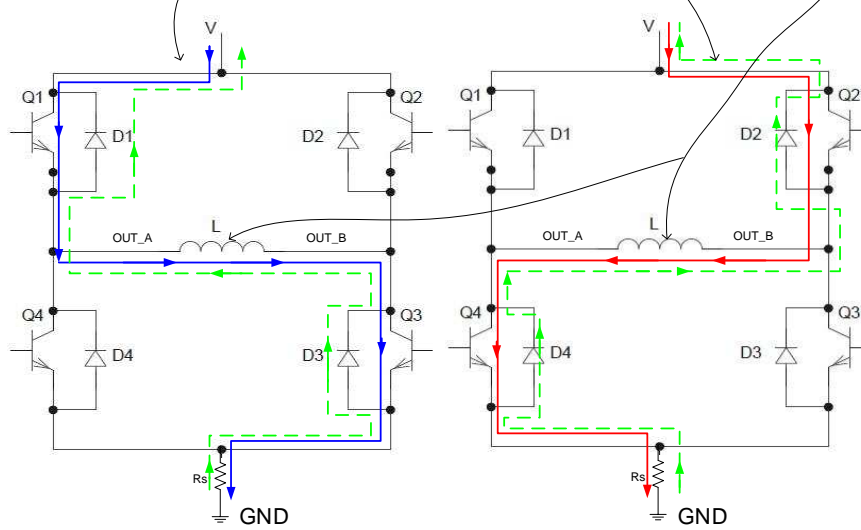 V
Q1
D1
D2
Q2
L
OUT_A
OUT_B
Q4
D4
D3
Q3
Rs
GND
V
Q1
D1
D2
Q2
L
OUT_A
OUT_B
Q4
D4
D3
Q3
Rs
GND